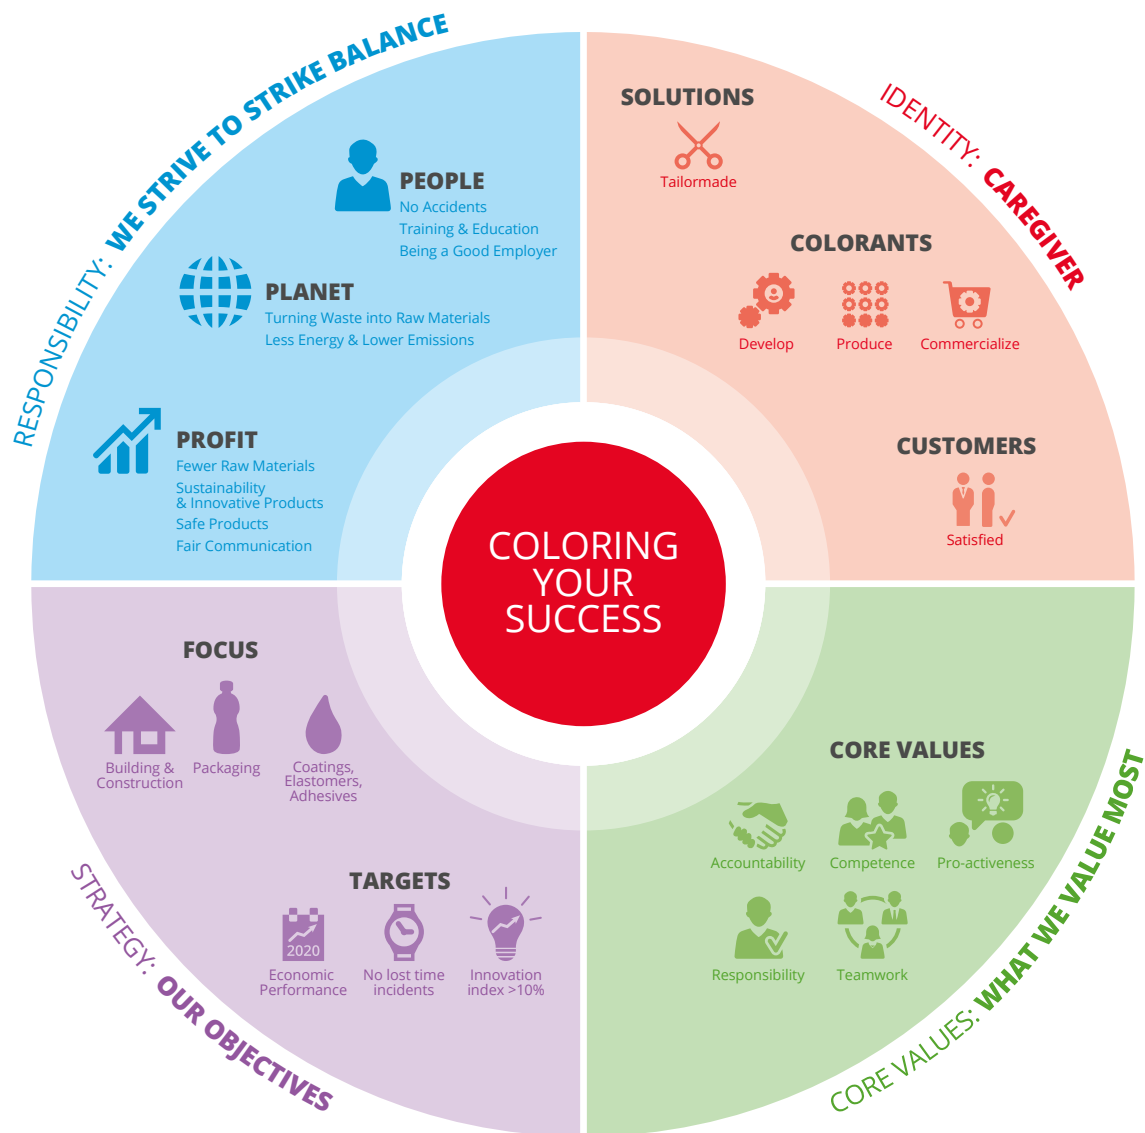 RESPONSIBILITY: WE STRIVE TO STRIKE BALANCE
PEOPLE
No Accidents
Training & Education
Being a Good Employer
PLANET
Turning Waste into Raw Materials
Less Energy & Lower Emissions
PROFIT
Fewer Raw Materials
Sustainability
& Innovative Products
Safe Products
Fair Communication
IDENTITY: CAREGIVER
SOLUTIONS
Tailormade
COLORANTS
Develop
Produce
Commercialize
CUSTOMERS
Satisfied
COLORING
YOUR
SUCCESS
STRATEGY: OUR OBJECTIVES
FOCUS
Building &
Construction
Packaging
Coatings,
Elastomers,
Adhesives
TARGETS
2020
Economic
Performance
No lost time
incidents
Innovation
index >10%
CORE VALUES: WHAT WE VALUE MOST
CORE VALUES
Accountability
Competence
Pro-activeness
Responsibility
Teamwork